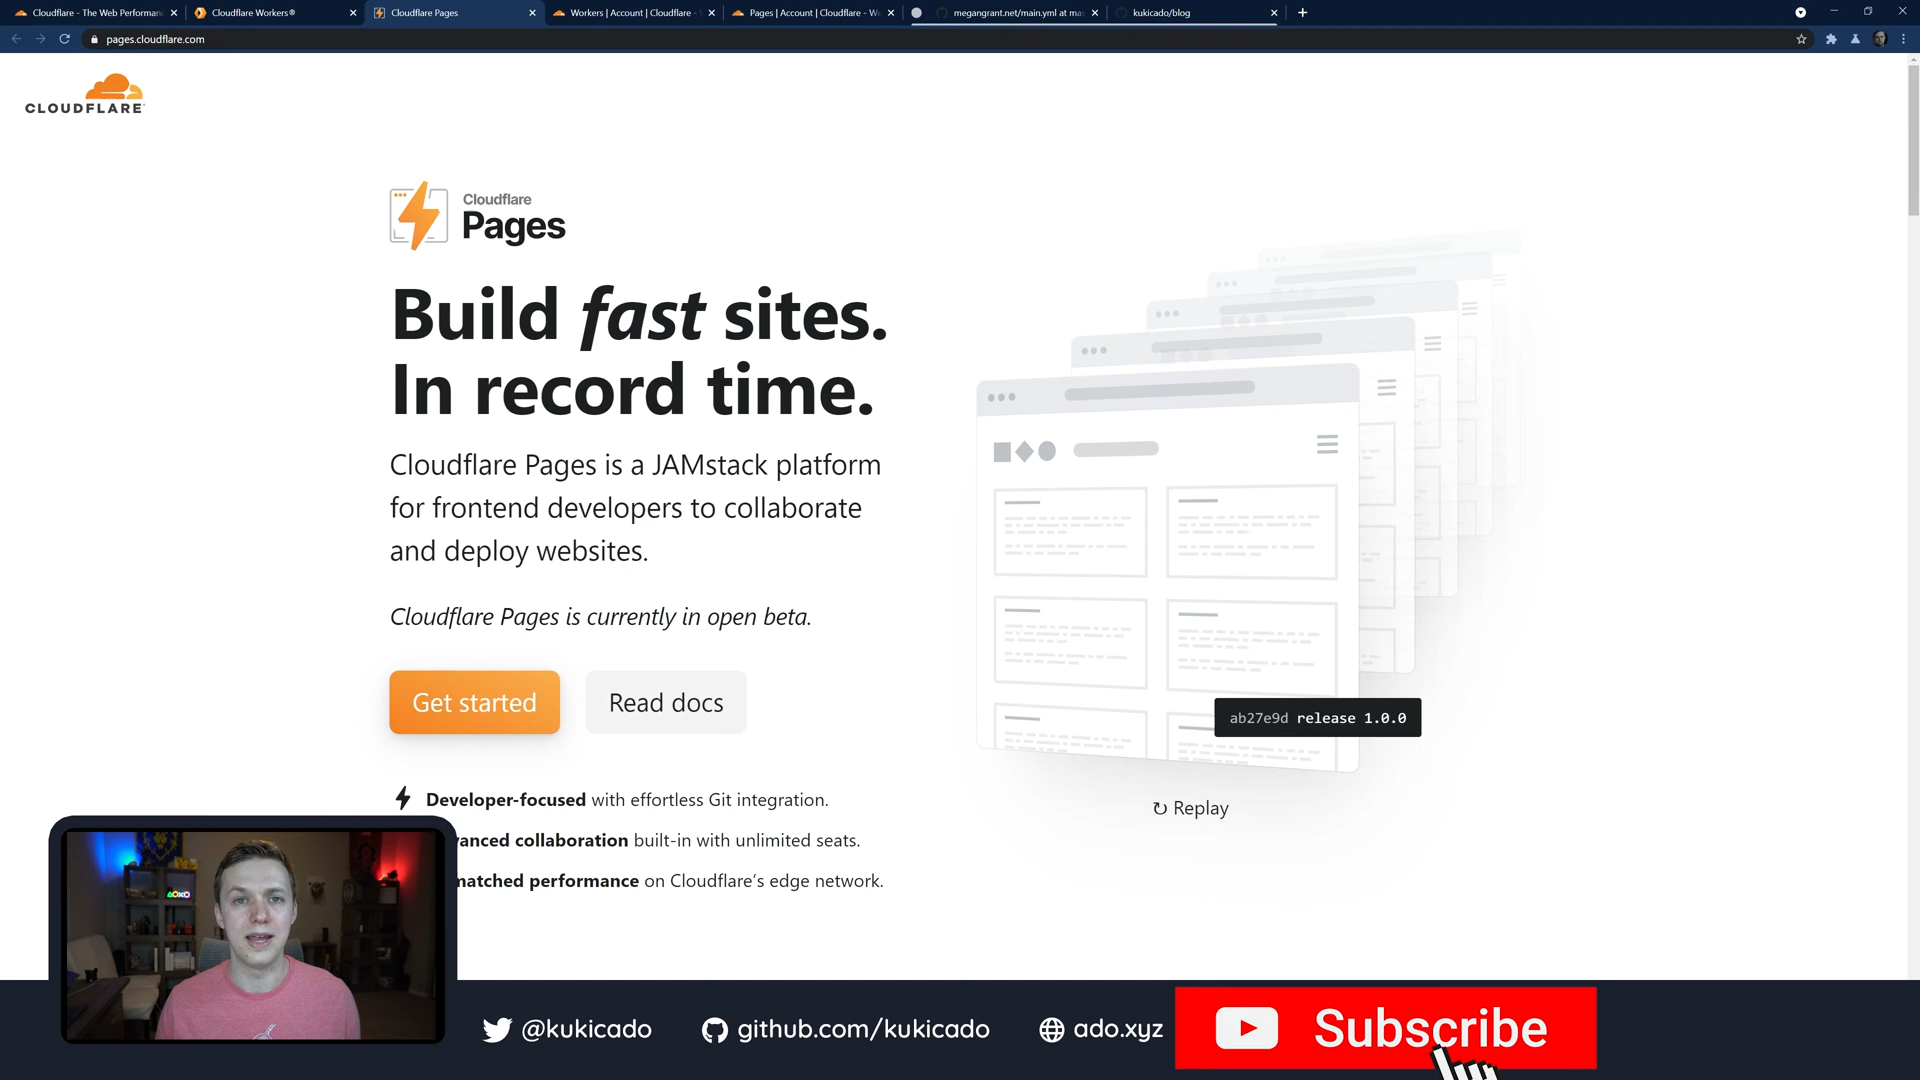 Cloudflare - The Web Performan
Cloudflare Workers®
Cloudflare Pages
Workers | Account | Cloudflare -
Pages | Account | Cloudflare - We
megangrant.net/main.yml at mas
kukicado/blog
pages.cloudflare.com
CLOUDFLARE
Cloudflare
Pages
Build fast sites.
In record time.
Cloudflare Pages is a JAMstack platform
for frontend developers to collaborate
and deploy websites.
Cloudflare Pages is currently in open beta.
Get started
Read docs
ab27e9d release 1.0.0
↻ Replay
Developer-focused with effortless Git integration.
vanced collaboration built-in with unlimited seats.
matched performance on Cloudflare’s edge network.
@kukicado
github.com/kukicado
ado.xyz
Subscribe